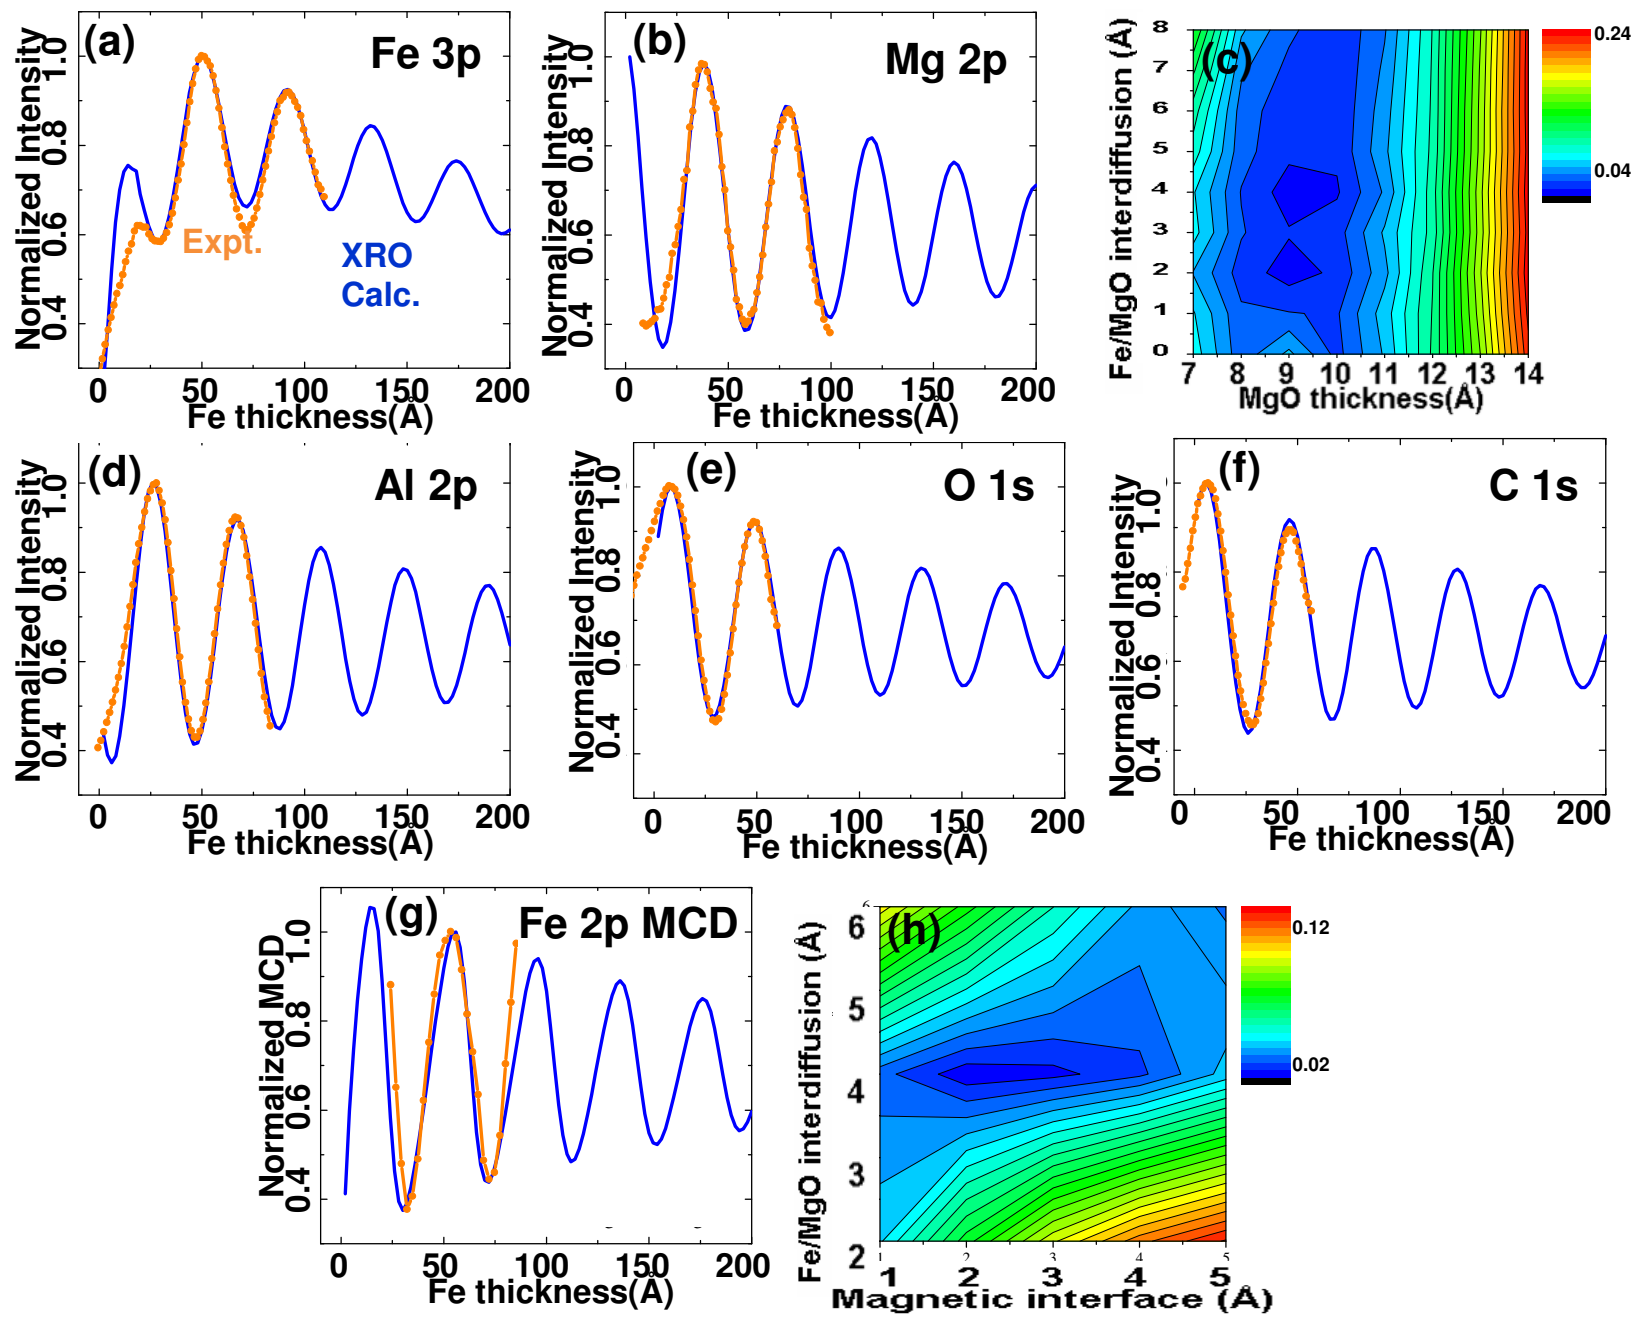 (a)
Fe 3p
Normalized Intensity
1.0
0.8
0.6
0.4
Expt.
XRO
Calc.
0 50 100 150 200
Fe thickness(Å)
(b)
Mg 2p
Normalized Intensity
1.0
0.8
0.6
0.4
0 50 100 150 200
Fe thickness(Å)
(c)
Fe/MgO interdiffusion (Å)
8
7
6
5
4
3
2
1
0
7 8 9 10 11 12 13 14
MgO thickness(Å)
0.24
0.04
(d)
Al 2p
Normalized Intensity
1.0
0.8
0.6
0.4
0 50 100 150 200
Fe thickness(Å)
(e)
O 1s
Normalized Intensity
1.0
0.8
0.6
0.4
0 50 100 150 200
Fe thickness(Å)
(f)
C 1s
Normalized Intensity
1.0
0.8
0.6
0.4
0 50 100 150 200
Fe thickness(Å)
(g)
Fe 2p MCD
Normalized MCD
1.0
0.8
0.6
0.4
0 50 100 150 200
Fe thickness(Å)
(h)
Fe/MgO interdiffusion (Å)
6
6
5
4
3
2
2 3 4 5
1 2 3 4 5
Magnetic interface (Å)
0.12
0.02